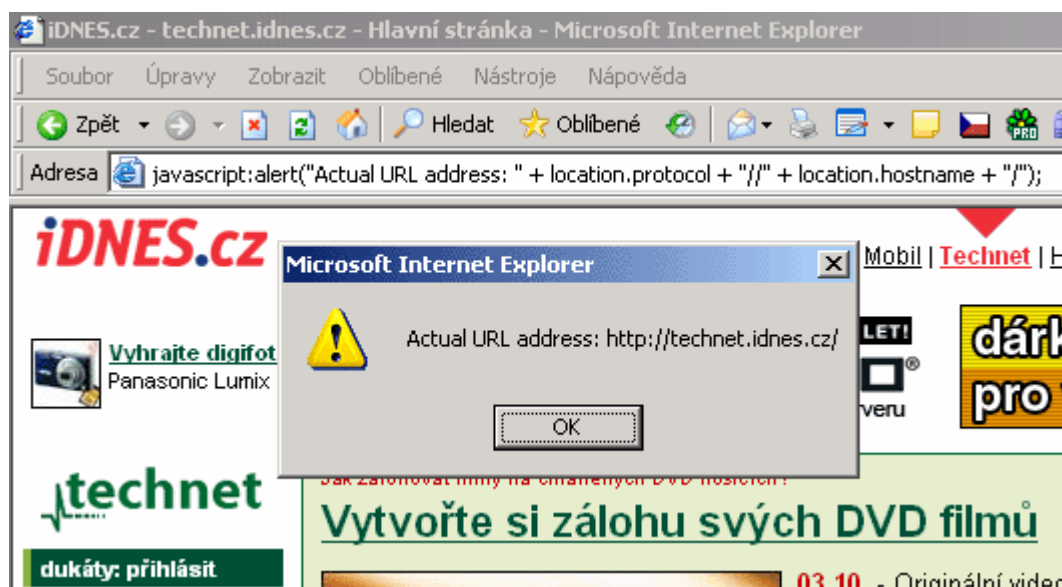 iDNES.cz - technet.idnes.cz - Hlavní stránka - Microsoft Internet Explorer
Soubor Úpravy Zobrazit Oblíbené Nástroje Nápověda
Zpět Hledat Oblíbené PRO
Adresa javascript:alert("Actual URL address: " + location.protocol + "//" + location.hostname + "/");
iDNES.cz
Mobil | Technet |
Microsoft Internet Explorer
Actual URL address: http://technet.idnes.cz/
OK
LET!
veru
dárk
pro
Vyhrajte digifot
Panasonic Lumix
technet
dukáty: přihlásit
Vytvořte si zálohu svých DVD filmů
03.10. - Originální